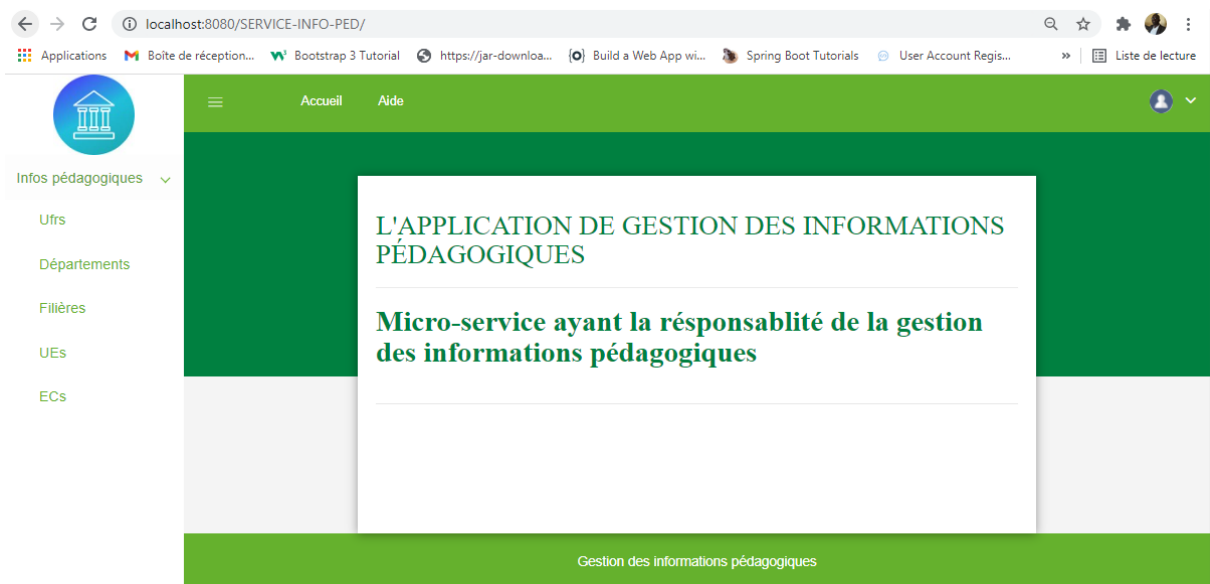 localhost:8080/SERVICE-INFO-PED/
Applications Boîte de réception... Bootstrap 3 Tutorial https://jar-downloa... Build a Web App wi... Spring Boot Tutorials User Account Regis... » Liste de lecture
Accueil Aide
Infos pédagogiques
Ufrs
Départements
Filières
UEs
ECs
L'APPLICATION DE GESTION DES INFORMATIONS
PÉDAGOGIQUES
Micro-service ayant la résponsablité de la gestion
des informations pédagogiques
Gestion des informations pédagogiques